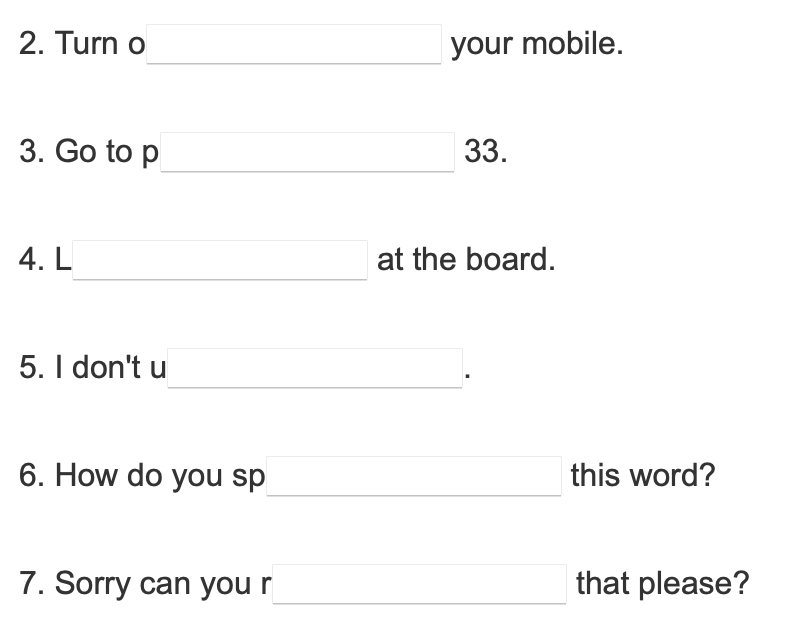 2. Turn o your mobile.
3. Go to p 33.
4. L at the board.
5. I don't u.
6. How do you sp this word?
7. Sorry can you r that please?